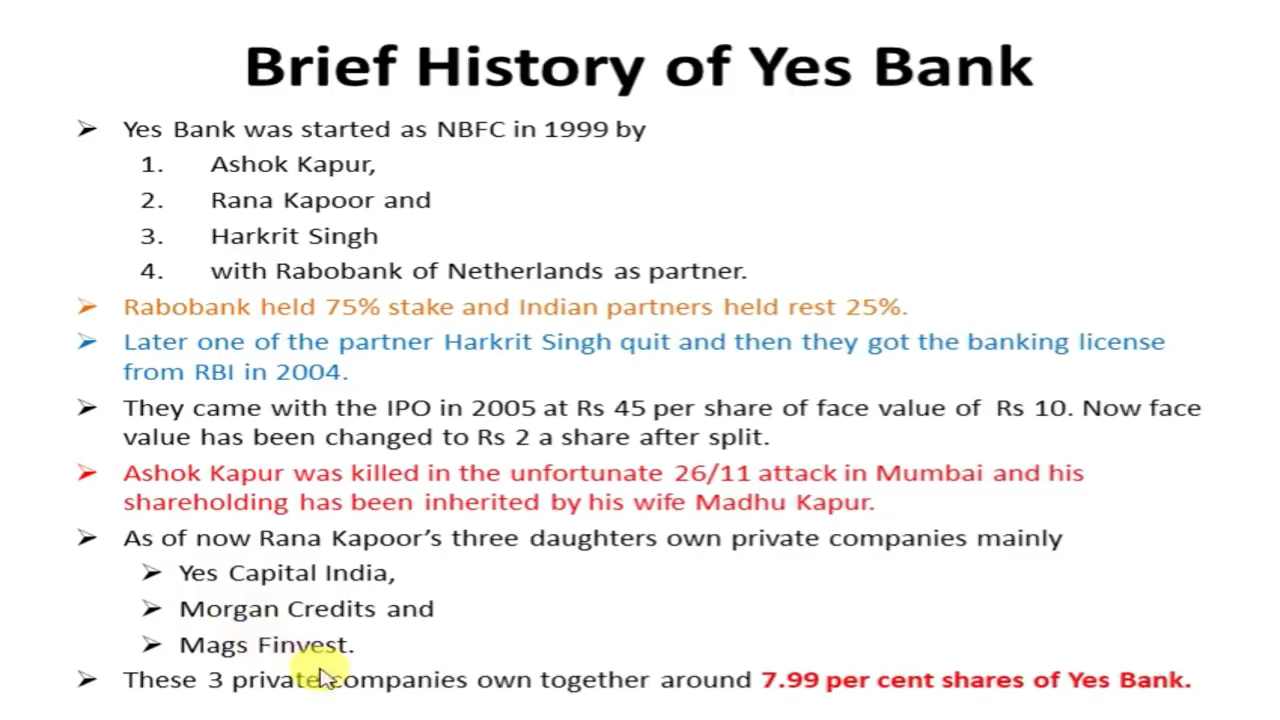 Brief History of Yes Bank
➢ Yes Bank was started as NBFC in 1999 by
1. Ashok Kapur,
2. Rana Kapoor and
3. Harkrit Singh
4. with Rabobank of Netherlands as partner.
➢ Rabobank held 75% stake and Indian partners held rest 25%.
➢ Later one of the partner Harkrit Singh quit and then they got the banking license
from RBI in 2004.
➢ They came with the IPO in 2005 at Rs 45 per share of face value of Rs 10. Now face
value has been changed to Rs 2 a share after split.
➢ Ashok Kapur was killed in the unfortunate 26/11 attack in Mumbai and his
shareholding has been inherited by his wife Madhu Kapur.
➢ As of now Rana Kapoor’s three daughters own private companies mainly
➢ Yes Capital India,
➢ Morgan Credits and
➢ Mags Finvest.
➢ These 3 private companies own together around 7.99 per cent shares of Yes Bank.